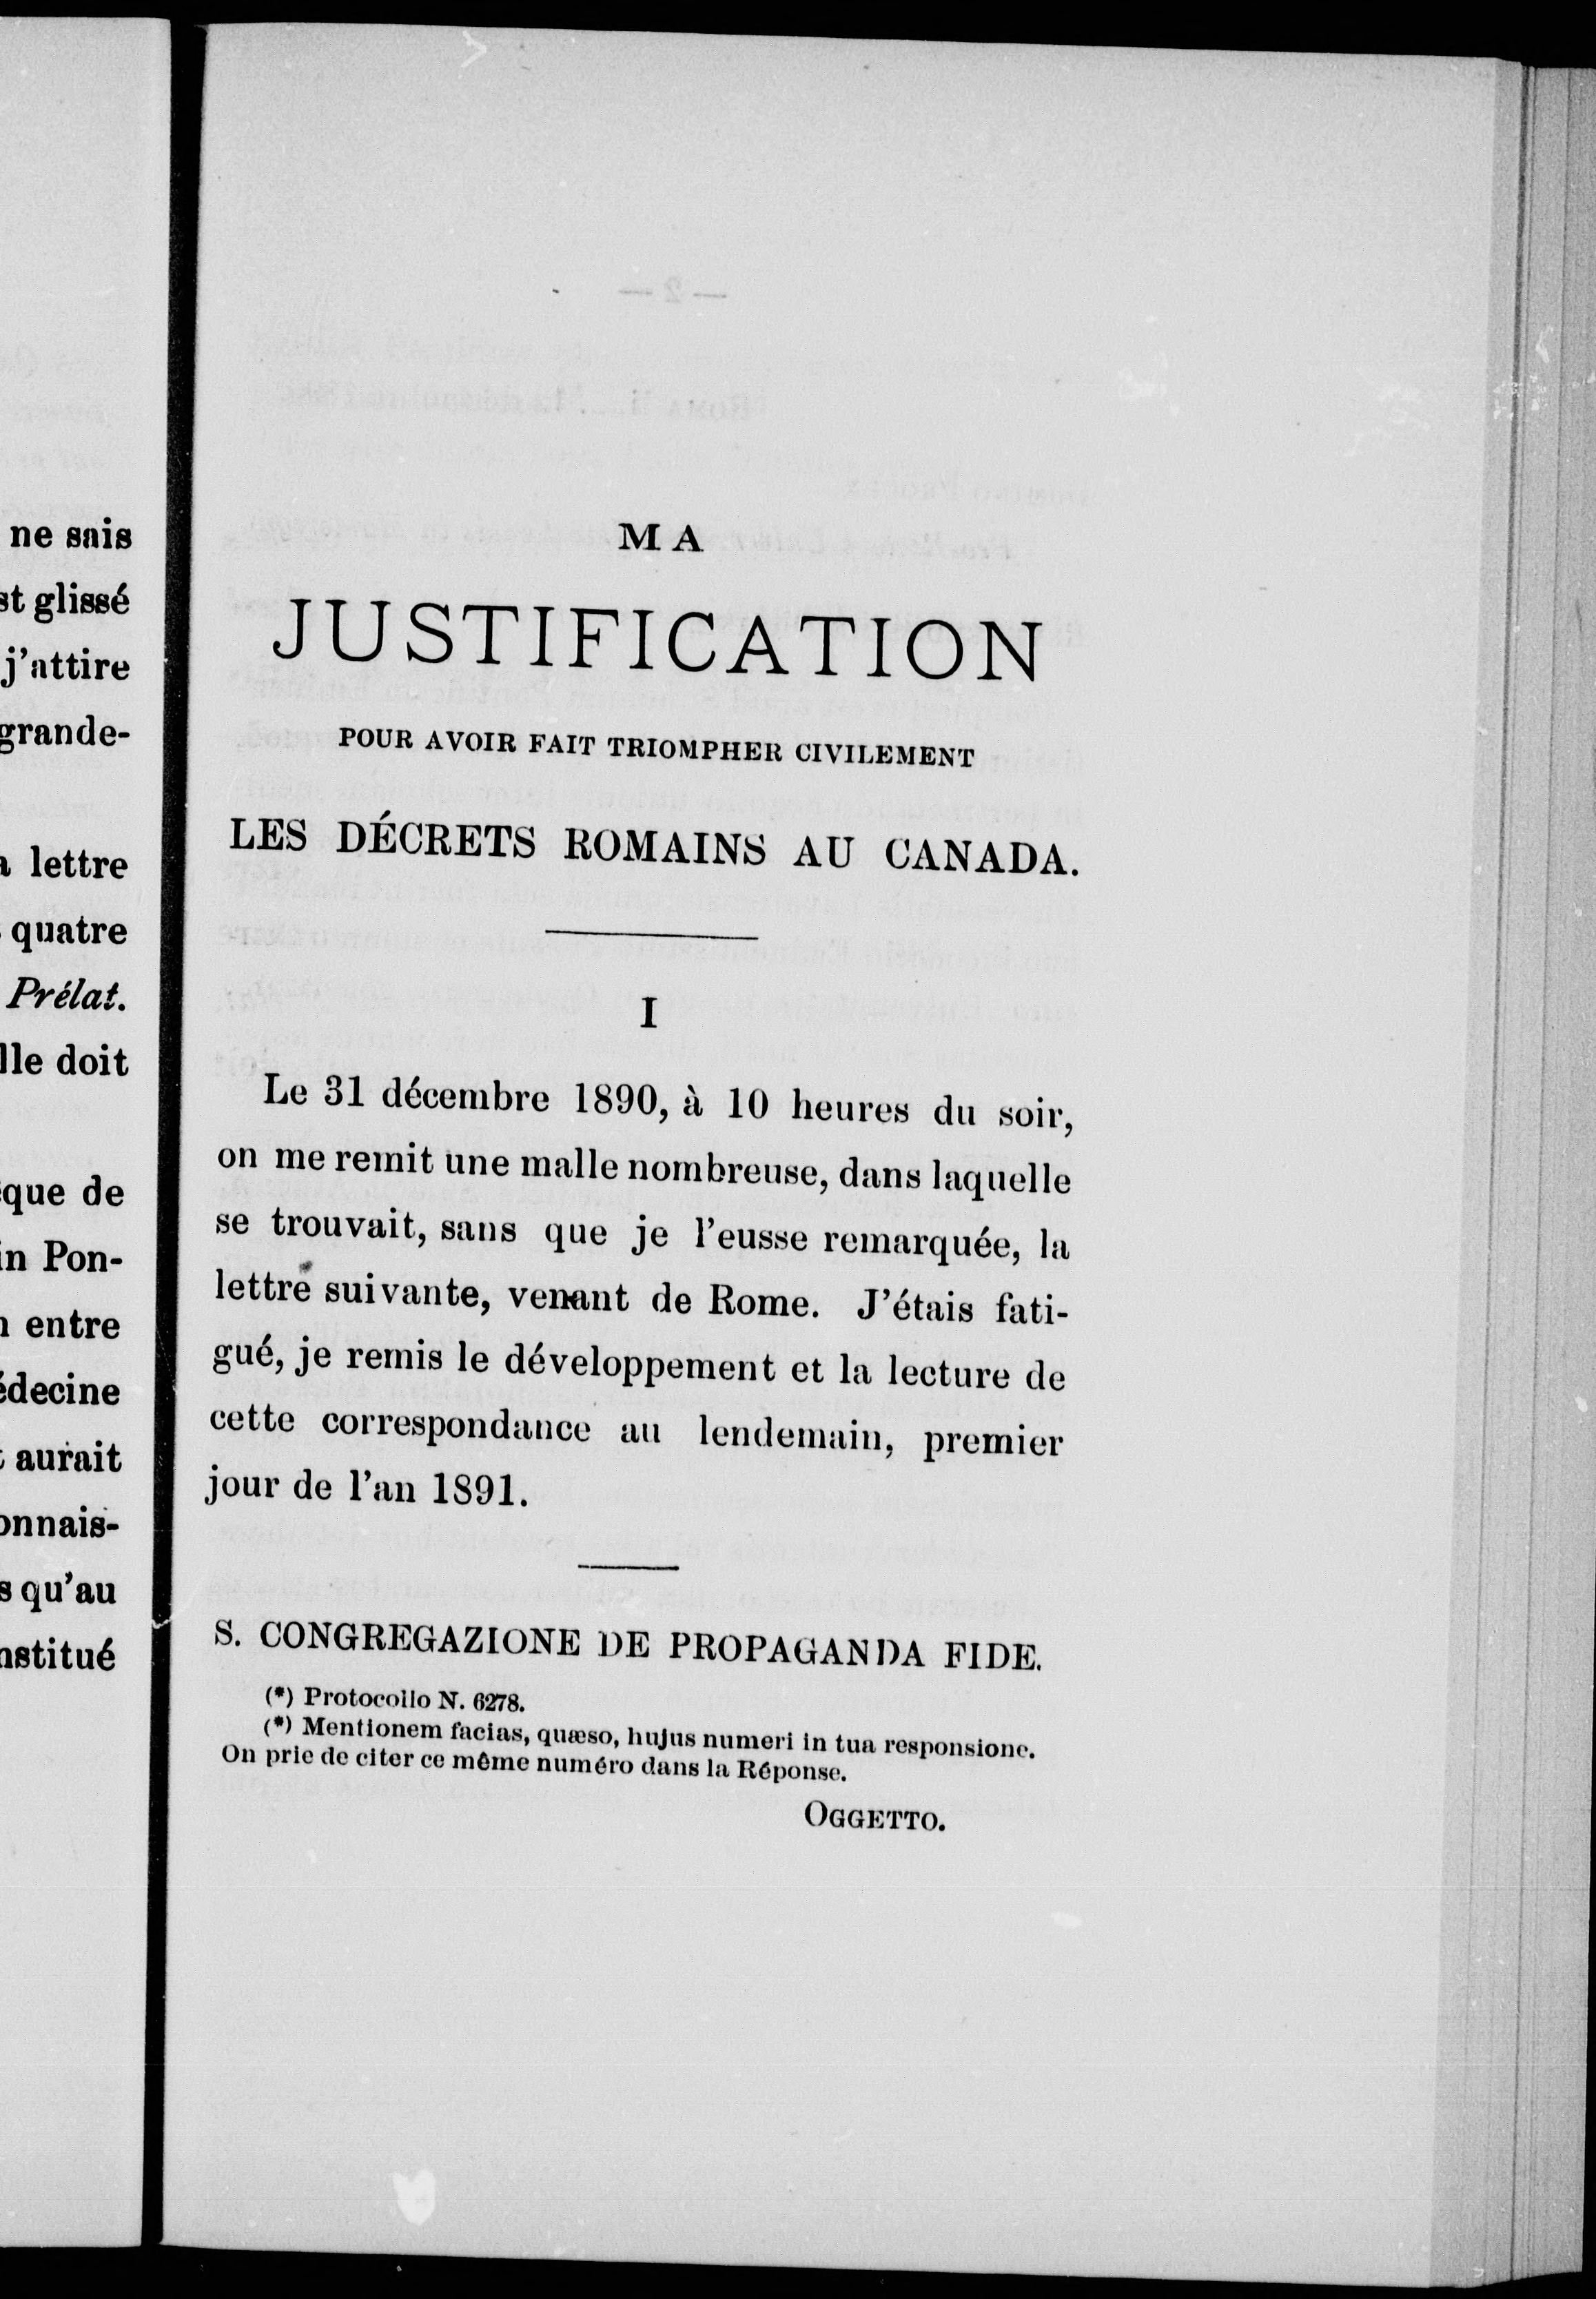 ne sais
st glissé
j'attire
grande-
lettre
quatre
Prélat.
lle doit
que de
in Pon-
entre
édecine
aurait
onnais-
s qu'au
nstitué
MA
JUSTIFICATION
POUR AVOIR FAIT TRIOMPHER CIVILEMENT
LES DÉCRETS ROMAINS AU CANADA.
I
Le 31 décembre 1890, à 10 heures du soir,
on me remit une malle nombreuse, dans laquelle
se trouvait, sans que je l'eusse remarquée, la
lettre suivante, venant de Rome. J'étais fati-
gué, je remis le développement et la lecture de
cette correspondance au lendemain, premier
jour de l'an 1891.
S. CONGREGAZIONE DE PROPAGANDA FIDE.
(*) Protocollo N. 6278.
(*) Mentionem facias, quæso, hujus numeri in tua responsione.
On prie de citer ce même numéro dans la Réponse.
OGGETTO.